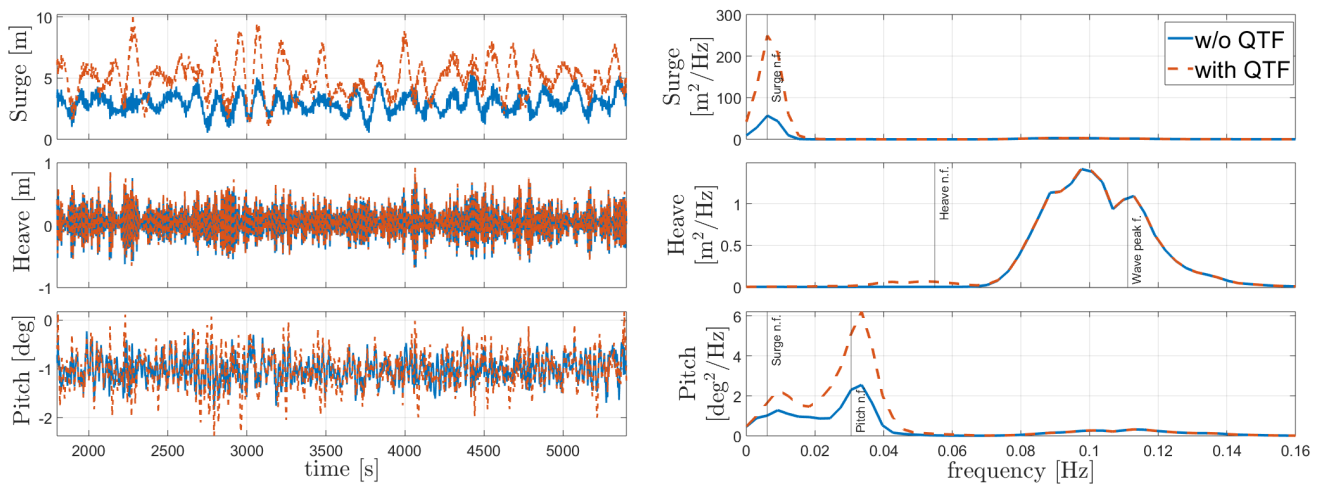 10
5
0
Surge [m]
1
0
-1
Heave [m]
0
-1
-2
Pitch [deg]
2000 2500 3000 3500 4000 4500 5000
time [s]
300
200
100
0
Surge
[m²/Hz]
Surge n.f.
w/o QTF
with QTF
1
0.5
0
Heave
[m²/Hz]
Heave n.f.
Wave peak f.
6
4
2
0
Pitch
[deg²/Hz]
Surge n.f.
Pitch n.f.
0 0.02 0.04 0.06 0.08 0.10 0.12 0.14 0.16
frequency [Hz]